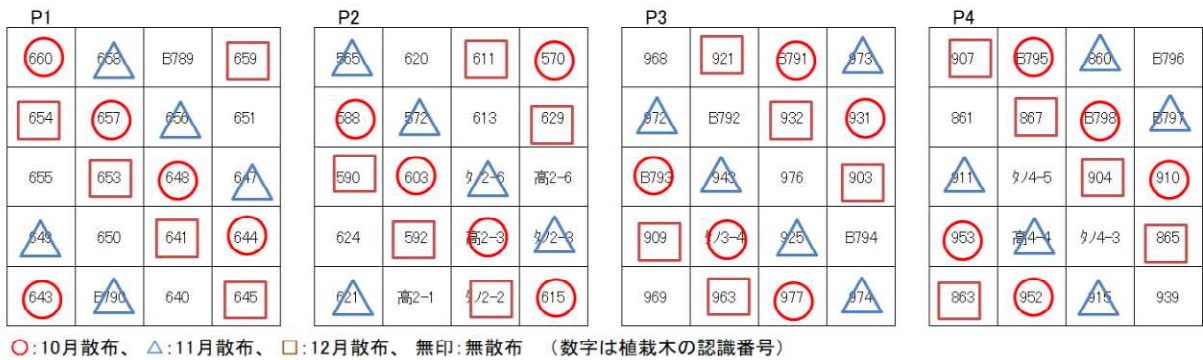 P1 P2 P3 P4
660 658 B789 659 565 620 611 570 968 921 B791 973 907 B795 860 B796
654 657 656 651 588 572 613 629 972 B792 932 931 861 867 B798 B797
655 653 648 647 590 603 タノ2-6 高2-6 B793 943 976 903 911 タノ4-5 904 910
649 650 641 644 624 592 高2-3 タノ2-3 909 タノ3-4 925 B794 953 高4-4 タノ4-3 865
643 B790 640 645 621 高2-1 タノ2-2 615 969 963 977 974 863 952 915 939
○:10月散布、 △:11月散布、 □:12月散布、 無印:無散布 (数字は植栽木の認識番号)